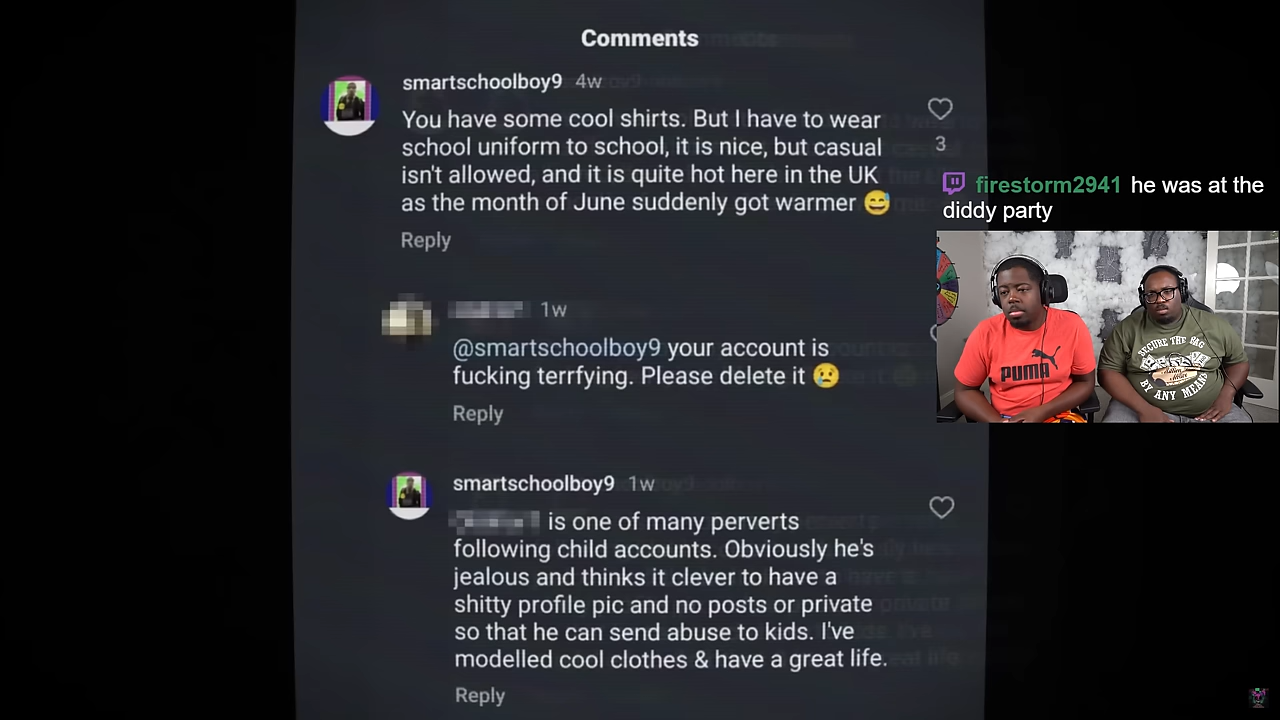 Comments
smartschoolboy9 4w
You have some cool shirts. But I have to wear
school uniform to school, it is nice, but casual
isn't allowed, and it is quite hot here in the UK
as the month of June suddenly got warmer 😅
3
Reply
1w
@smartschoolboy9 your account is
fucking terrfying. Please delete it 😢
Reply
smartschoolboy9 1w
is one of many perverts
following child accounts. Obviously he's
jealous and thinks it clever to have a
shitty profile pic and no posts or private
so that he can send abuse to kids. I've
modelled cool clothes & have a great life.
Reply
firestorm2941 he was at the
diddy party
PUMA
SECURE THE BAG
BY ANY MEANS